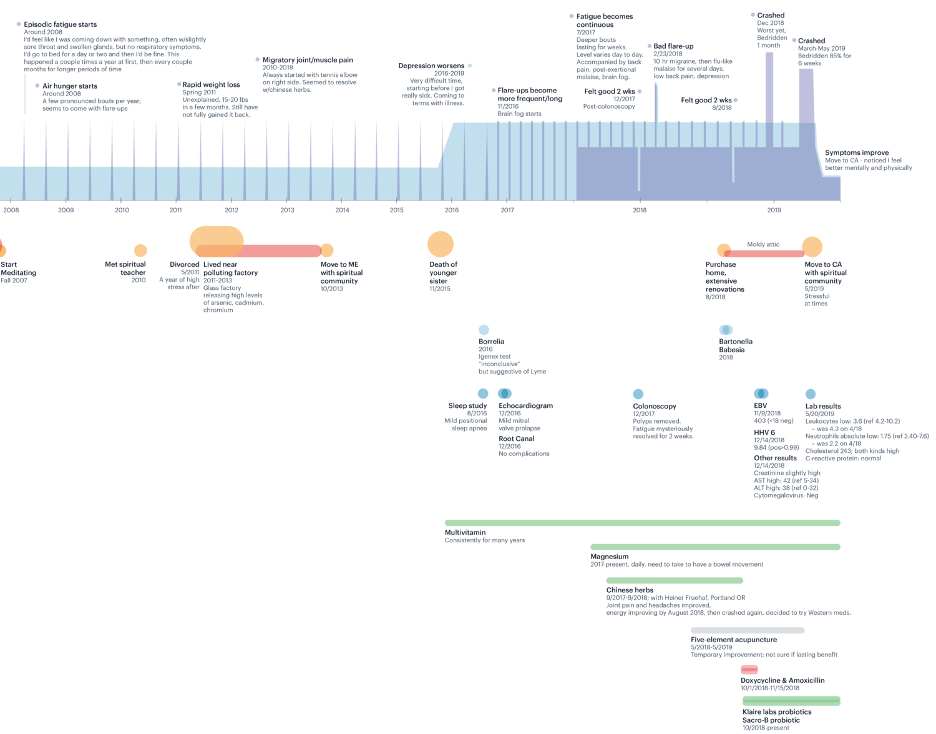 Episodic fatigue starts
Around 2008
I'd feel like I was coming down with something, often w/slightly
sore throat and swollen glands, but no respiratory symptoms.
I'd go to bed for a day or two and then I'd be fine. This
happened a couple times a year at first, then every couple
months for longer periods of time
Air hunger starts
Around 2008
A few pronounced bouts per year;
seems to come with flare-ups
Rapid weight loss
Spring 2011
Unexplained, 15-20 lbs
in a few months. Still have
not fully gained it back.
Migratory joint/muscle pain
2010-2018
Always started with tennis elbow
on right side. Seemed to resolve
w/chinese herbs.
Depression worsens
2016-2019
Very difficult time,
starting before I got
really sick. Coming to
terms with illness.
Flare-ups become
more frequent/long
11/2016
Brain fog starts
Fatigue becomes
continuous
7/2017
Deeper bouts
lasting for weeks.
Level varies day to day.
Accompanied by back
pain, post-exertional
malaise, brain fog.
Felt good 2 wks
12/2017
Post-colonoscopy
Bad flare-up
2/23/2018
10 hr migraine, then flu-like
malaise for several days,
low back pain, depression
Felt good 2 wks
8/2018
Crashed
Dec 2018
Worst yet.
Bedridden
1 month
Crashed
March-May 2019
Bedridden 85% for
6 weeks
Symptoms improve
Move to CA - noticed I feel
better mentally and physically
2008
2009
2010
2011
2012
2013
2014
2015
2016
2017
2018
2019
Start
Meditating
Fall 2007
Met spiritual
teacher
2010
Divorced
5/2011
A year of high
stress after
Lived near
polluting factory
2011-2013
Glass factory
releasing high levels
of arsenic, cadmium,
chromium
Move to ME
with spiritual
community
10/2013
Death of
younger
sister
11/2015
Moldy attic
Purchase
home,
extensive
renovations
8/2018
Move to CA
with spiritual
community
5/2019
Stressful
at times
Borrelia
2016
Igenex test
"inconclusive"
but suggestive of Lyme
Bartonella
Babesia
2018
Sleep study
8/2016
Mild positional
sleep apnea
Echocardiogram
12/2016
Mild mitral
valve prolapse
Root Canal
12/2016
No complications
Colonoscopy
12/2017
Polyps removed.
Fatigue mysteriously
resolved for 2 weeks.
EBV
11/9/2018
403 (<18 neg)
HHV 6
12/14/2018
9.84 (pos>0.99)
Other results
12/14/2018
Creatinine slightly high
AST high: 42 (ref 5-34)
ALT high: 38 (ref 0-32)
Cytomegalovirus: Neg
Lab results
5/20/2019
Leukocytes low: 3.8 (ref 4.2-10.2)
– was 4.3 on 4/18
Neutrophils absolute low: 1.75 (ref 2.40-7.6)
– was 2.2 on 4/18
Cholesterol 243; both kinds high
C-reactive protein: normal
Multivitamin
Consistently for many years
Magnesium
2017-present, daily, need to take to have a bowel movement
Chinese herbs
9/2017-9/2018; with Heiner Fruehaf, Portland OR
Joint pain and headaches improved,
energy improving by August 2018, then crashed again, decided to try Western meds.
Five-element acupuncture
5/2018-5/2019
Temporary improvement; not sure if lasting benefit
Doxycycline & Amoxicillin
10/1/2018-11/15/2018
Klaire labs probiotics
Sacro-B probiotic
10/2018-present